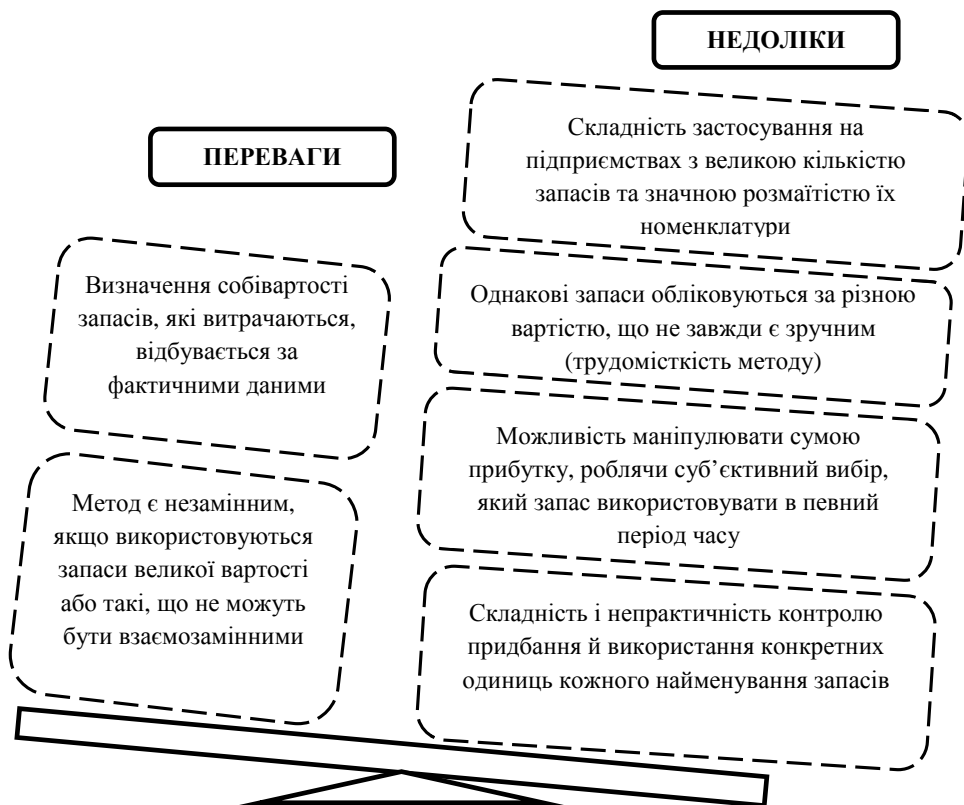 ПЕРЕВАГИ
Визначення собівартості
запасів, які витрачаються,
відбувається за
фактичними даними
Метод є незамінним,
якщо використовуються
запаси великої вартості
або такі, що не можуть
бути взаємозамінними
НЕДОЛІКИ
Складність застосування на
підприємствах з великою кількістю
запасів та значною розмаїтістю їх
номенклатури
Однакові запаси обліковуються за різною
вартістю, що не завжди є зручним
(трудомісткість методу)
Можливість маніпулювати сумою
прибутку, роблячи суб’єктивний вибір,
який запас використовувати в певний
період часу
Складність і непрактичність контролю
придбання й використання конкретних
одиниць кожного найменування запасів